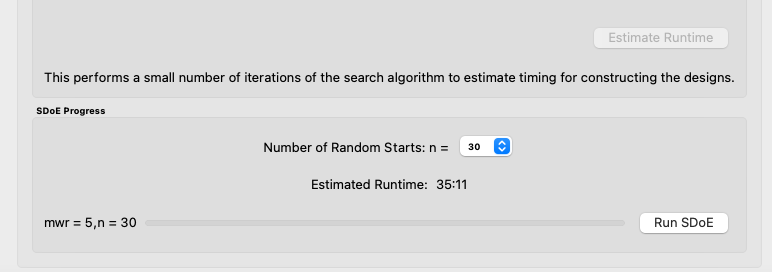 Estimate Runtime
This performs a small number of iterations of the search algorithm to estimate timing for constructing the designs.
SDoE Progress
Number of Random Starts: n = 30
Estimated Runtime: 35:11
mwr = 5,n = 30 Run SDoE